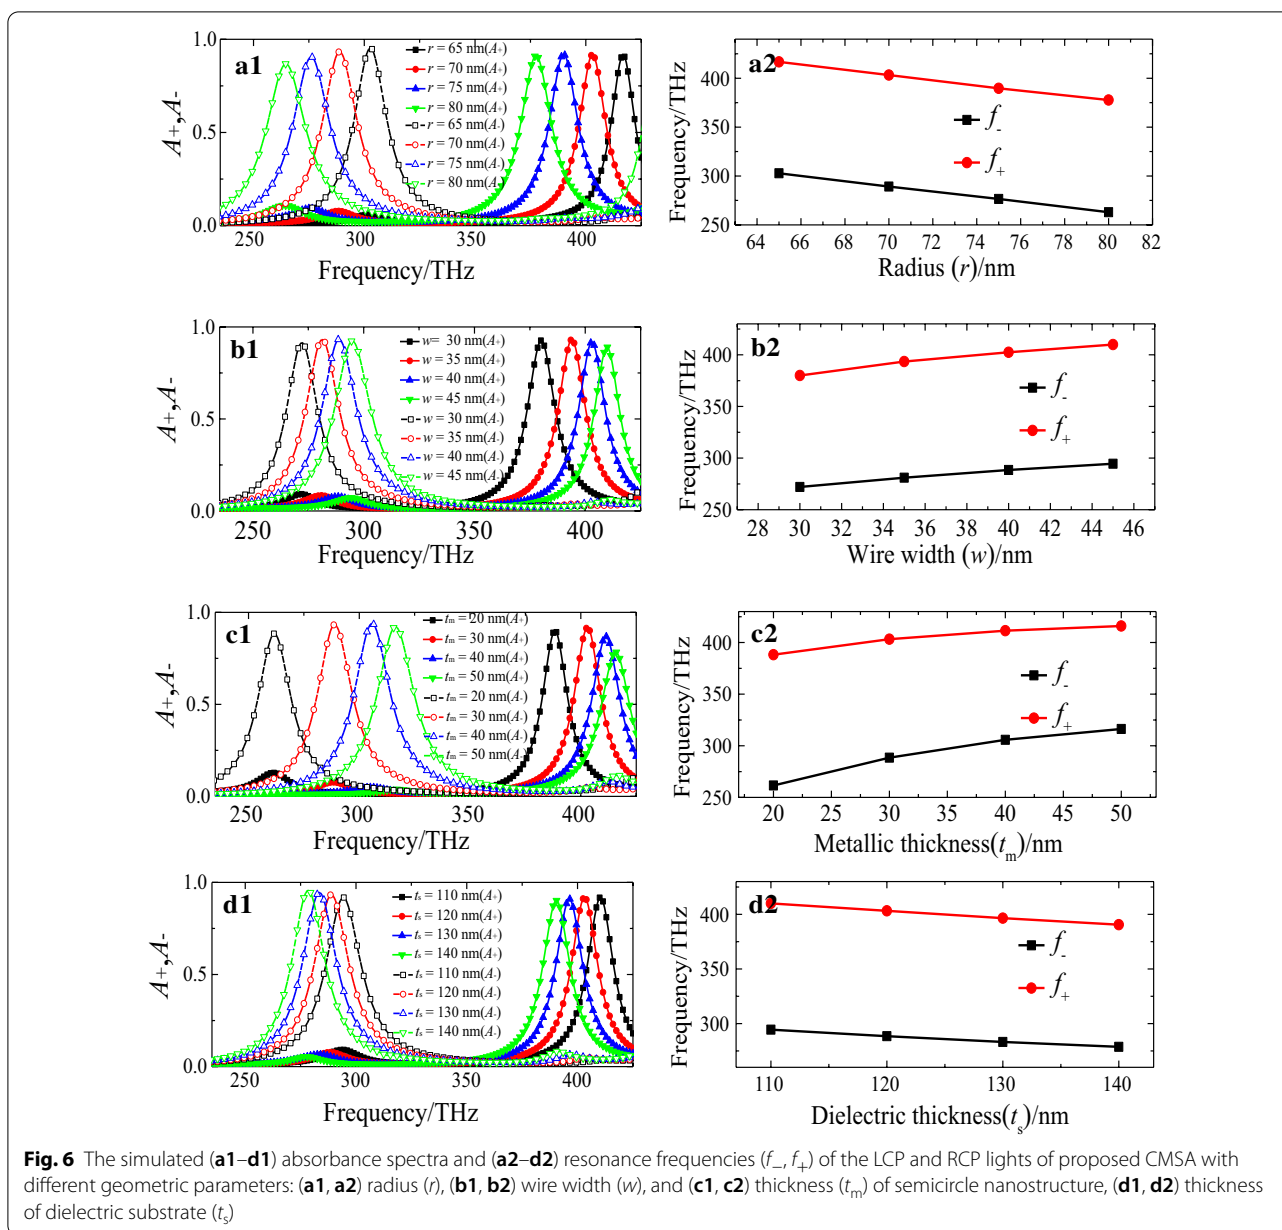 a1
A+,A-
1.0
0.5
0.0
r = 65 nm(A+)
r = 70 nm(A+)
r = 75 nm(A+)
r = 80 nm(A+)
r = 65 nm(A-)
r = 70 nm(A-)
r = 75 nm(A-)
r = 80 nm(A-)
250 300 350 400
Frequency/THz
a2
Frequency/THz
400
350
300
250
f-
f+
64 66 68 70 72 74 76 78 80 82
Radius (r)/nm
b1
A+,A-
1.0
0.5
0.0
w= 30 nm(A+)
w = 35 nm(A+)
w = 40 nm(A+)
w = 45 nm(A+)
w = 30 nm(A-)
w = 35 nm(A-)
w = 40 nm(A-)
w = 45 nm(A-)
250 300 350 400
Frequency/THz
b2
Frequency/THz
400
350
300
250
f-
f+
28 30 32 34 36 38 40 42 44 46
Wire width (w)/nm
c1
A+,A-
1.0
0.5
0.0
tm = 20 nm(A+)
tm = 30 nm(A+)
tm = 40 nm(A+)
tm = 50 nm(A+)
tm = 20 nm(A-)
tm = 30 nm(A-)
tm = 40 nm(A-)
tm = 50 nm(A-)
250 300 350 400
Frequency/THz
c2
Frequency/THz
400
350
300
250
f-
f+
20 25 30 35 40 45 50
Metallic thickness(tm)/nm
d1
A+,A-
1.0
0.5
0.0
ts = 110 nm(A+)
ts = 120 nm(A+)
ts = 130 nm(A+)
ts = 140 nm(A+)
ts = 110 nm(A-)
ts = 120 nm(A-)
ts = 130 nm(A-)
ts = 140 nm(A-)
250 300 350 400
Frequency/THz
d2
Frequency/THz
400
350
300
f-
f+
110 120 130 140
Dielectric thickness(ts)/nm
Fig. 6 The simulated (a1–d1) absorbance spectra and (a2–d2) resonance frequencies (f−, f+) of the LCP and RCP lights of proposed CMSA with
different geometric parameters: (a1, a2) radius (r), (b1, b2) wire width (w), and (c1, c2) thickness (tm) of semicircle nanostructure, (d1, d2) thickness
of dielectric substrate (ts)